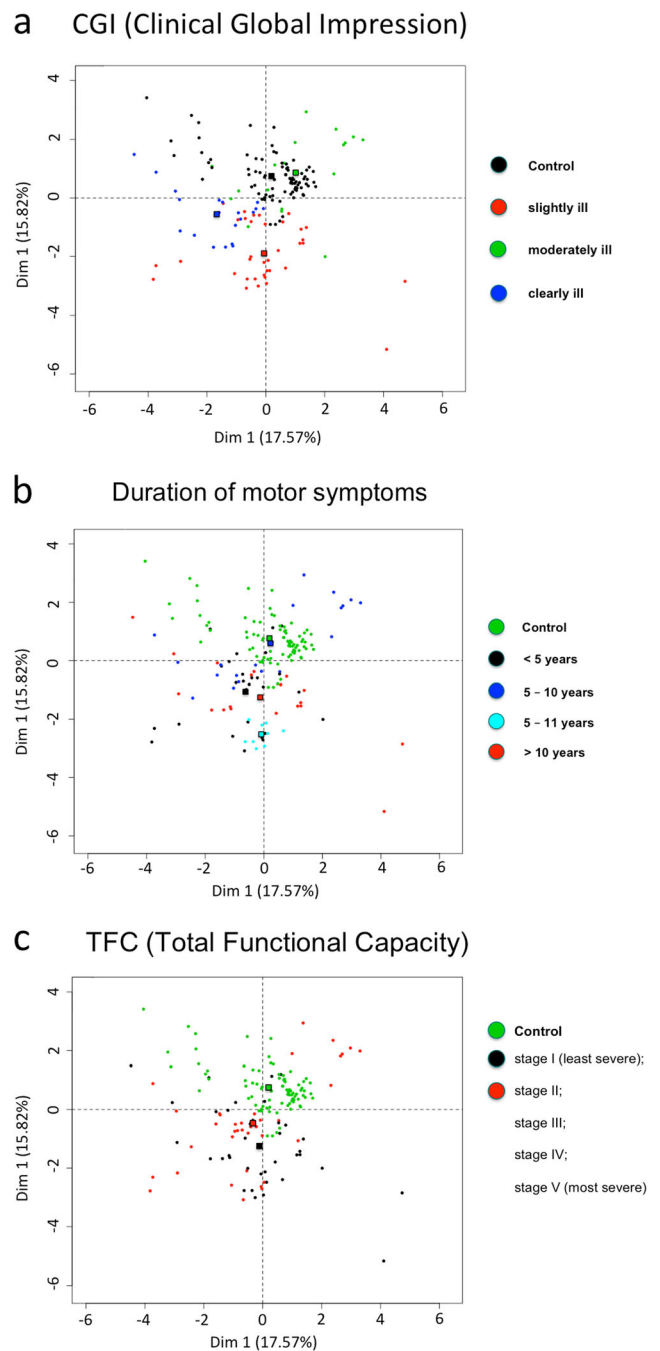 a CGI (Clinical Global Impression)
4
2
0
-2
-4
-6
Dim 1 (15.82%)
-6 -4 -2 0 2 4 6
Dim 1 (17.57%)
Control
slightly ill
moderately ill
clearly ill
b Duration of motor symptoms
4
2
0
-2
-4
-6
Dim 1 (15.82%)
-6 -4 -2 0 2 4 6
Dim 1 (17.57%)
Control
< 5 years
5 – 10 years
5 – 11 years
> 10 years
c TFC (Total Functional Capacity)
4
2
0
-2
-4
-6
Dim 1 (15.82%)
-6 -4 -2 0 2 4 6
Dim 1 (17.57%)
Control
stage I (least severe);
stage II;
stage III;
stage IV;
stage V (most severe)